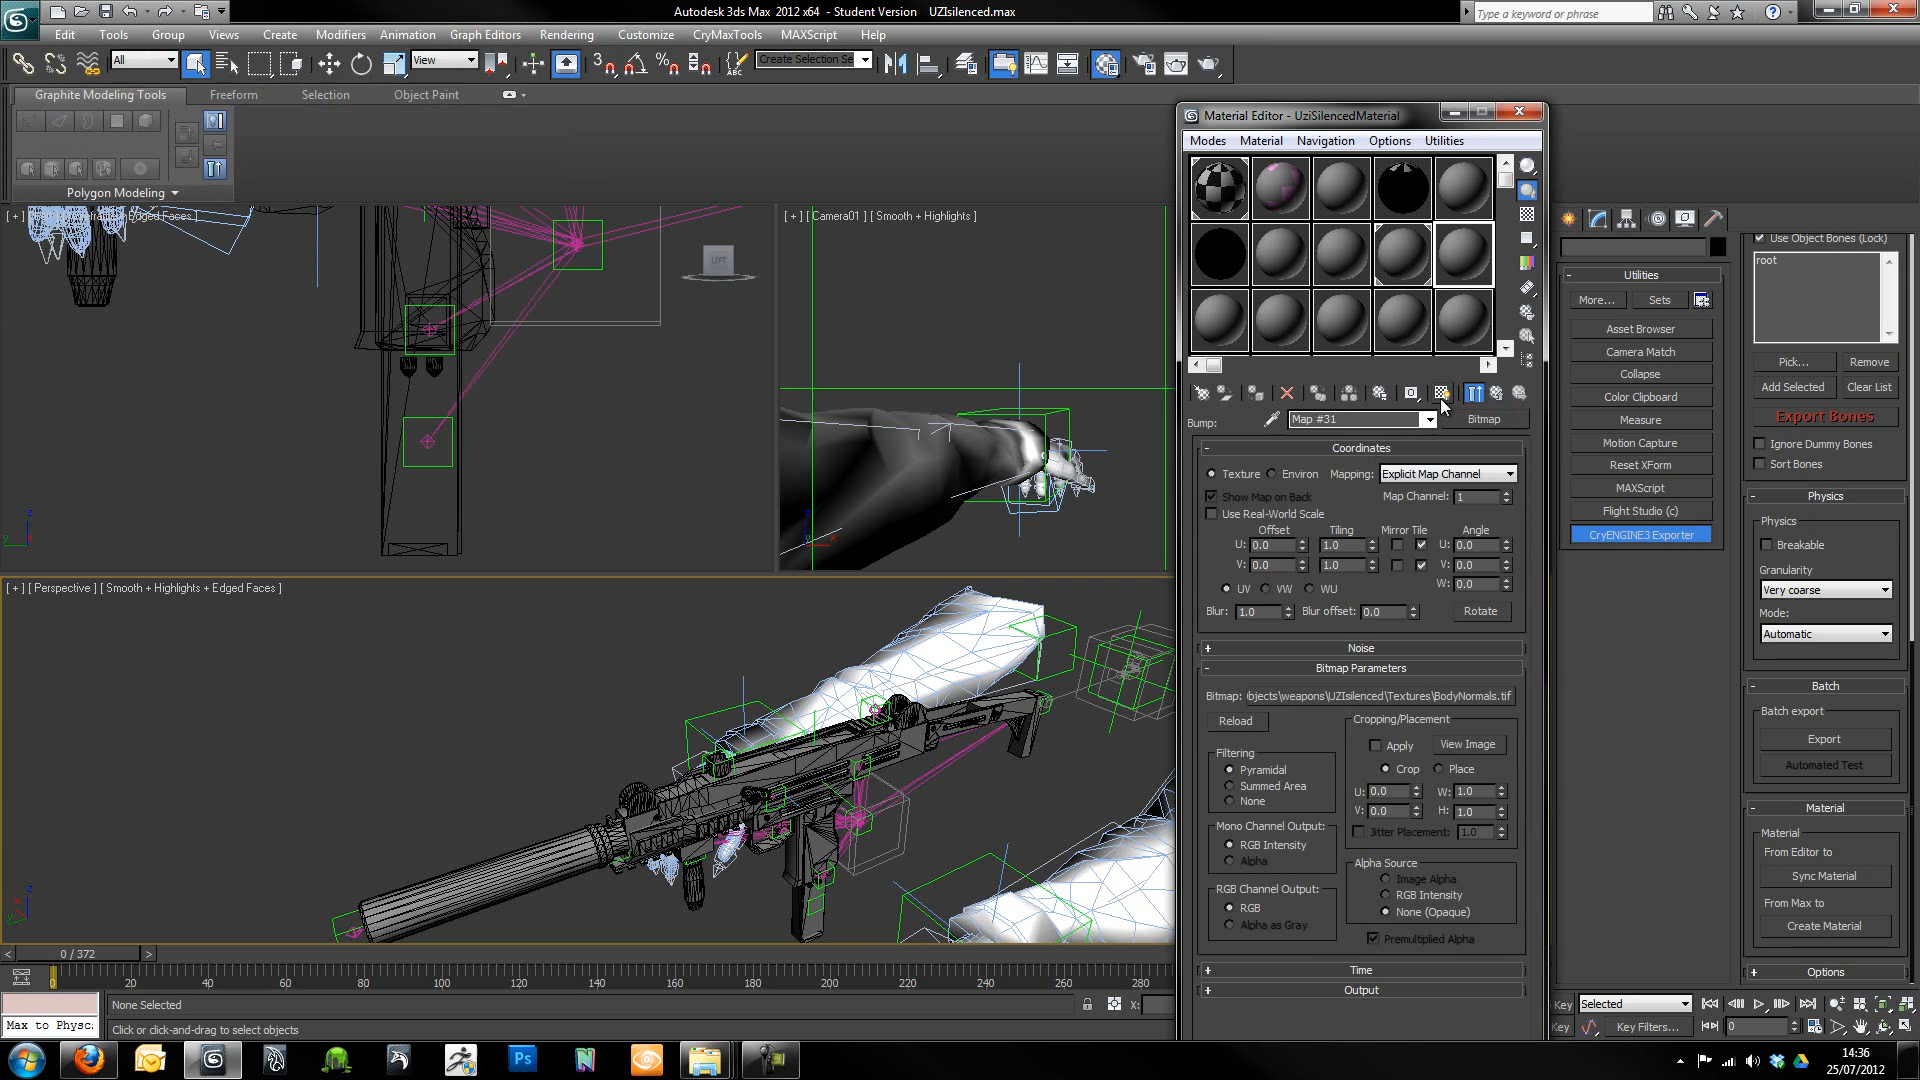 Autodesk 3ds Max 2012 x64 - Student Version UZIsilenced.max
Type a keyword or phrase
Edit Tools Group Views Create Modifiers Animation Graph Editors Rendering Customize CryMaxTools MAXScript Help
All
View
3
Create Selection Se
Graphite Modeling Tools Freeform Selection Object Paint
Polygon Modeling
[ + ] Edged Faces ]
LEFT
[ + ] [ Camera01 ] [ Smooth + Highlights ]
[ + ] [ Perspective ] [ Smooth + Highlights + Edged Faces ]
Material Editor - UziSilencedMaterial
Modes Material Navigation Options Utilities
Bump: Map #31 Bitmap
Coordinates
Texture Environ Mapping: Explicit Map Channel
Show Map on Back Map Channel: 1
Use Real-World Scale
Offset Tiling Mirror Tile Angle
U: 0.0 1.0 U: 0.0
V: 0.0 1.0 V: 0.0
W: 0.0
UV VW WU
Blur: 1.0 Blur offset: 0.0 Rotate
Noise
Bitmap Parameters
Bitmap: bjects\weapons\UZIsilenced\Textures\BodyNormals.tif
Reload
Cropping/Placement
Apply View Image
Crop Place
U: 0.0 W: 1.0
V: 0.0 H: 1.0
Jitter Placement: 1.0
Filtering
Pyramidal
Summed Area
None
Mono Channel Output:
RGB Intensity
Alpha
RGB Channel Output:
RGB
Alpha as Gray
Alpha Source
Image Alpha
RGB Intensity
None (Opaque)
Premultiplied Alpha
Time
Output
Utilities
More... Sets
Asset Browser
Camera Match
Collapse
Color Clipboard
Measure
Motion Capture
Reset XForm
MAXScript
Flight Studio (c)
CryENGINE3 Exporter
Use Object Bones (Lock)
root
Pick... Remove
Add Selected Clear List
Export Bones
Ignore Dummy Bones
Sort Bones
Physics
Physics
Breakable
Granularity
Very coarse
Mode:
Automatic
Batch
Batch export
Export
Automated Test
Material
Material
From Editor to
Sync Material
From Max to
Create Material
Options
< 0 / 372 >
0 20 40 60 80 100 120 140 160 180 200 220 240 260 280
None Selected
X:
Max to Physc
Click or click-and-drag to select objects
Key Selected
Key Key Filters...
0
Ps
14:36
25/07/2012